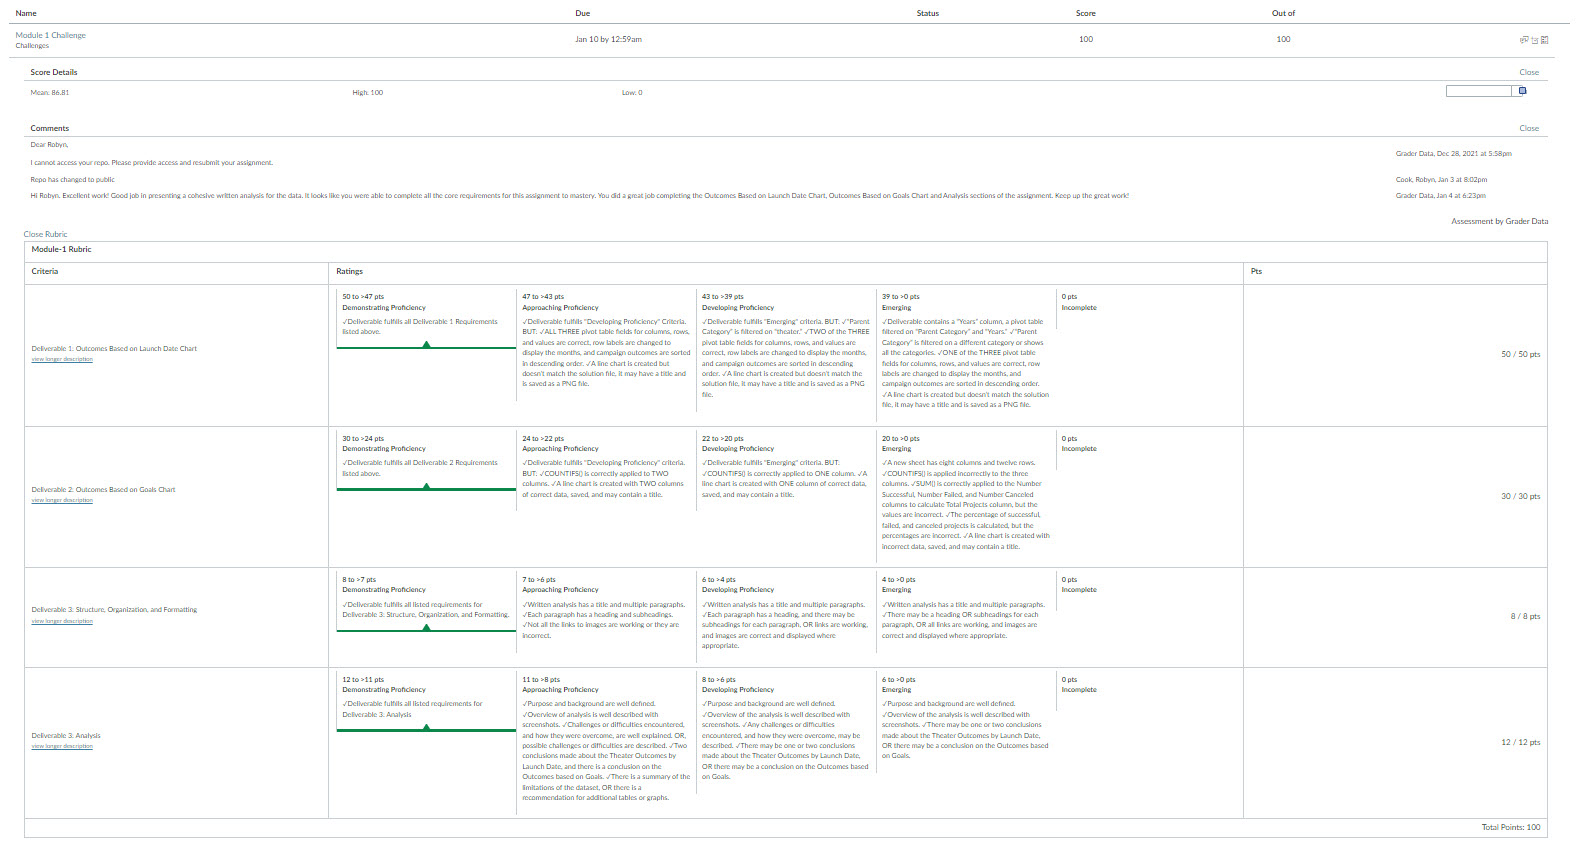 Name Due Status Score Out of
Module 1 Challenge
Challenges
Jan 10 by 12:59am 100 100
Score Details Close
Mean: 86.81 High: 100 Low: 0
Comments Close
Dear Robyn,
I cannot access your repo. Please provide access and resubmit your assignment.
Grader Data, Dec 28, 2021 at 5:58pm
Repo has changed to public Cook, Robyn, Jan 3 at 8:02pm
Hi Robyn. Excellent work! Good job in presenting a cohesive written analysis for the data. It looks like you were able to complete all the core requirements for this assignment to mastery. You did a great job completing the Outcomes Based on Launch Date Chart, Outcomes Based on Goals Chart and Analysis sections of the assignment. Keep up the great work! Grader Data, Jan 4 at 6:23pm
Assessment by Grader Data
Close Rubric
Module-1 Rubric
Criteria Ratings Pts
Deliverable 1: Outcomes Based on Launch Date Chart
view longer description
50 to >47 pts
Demonstrating Proficiency
✓Deliverable fulfills all Deliverable 1 Requirements
listed above.
47 to >43 pts
Approaching Proficiency
✓Deliverable fulfills "Developing Proficiency" Criteria.
BUT: ✓ALL THREE pivot table fields for columns, rows,
and values are correct, row labels are changed to
display the months, and campaign outcomes are sorted
in descending order. ✓A line chart is created but
doesn't match the solution file, it may have a title and
is saved as a PNG file.
43 to >39 pts
Developing Proficiency
✓Deliverable fulfills "Emerging" criteria. BUT: ✓"Parent
Category" is filtered on "theater." ✓TWO of the THREE
pivot table fields for columns, rows, and values are
correct, row labels are changed to display the months,
and campaign outcomes are sorted in descending
order. ✓A line chart is created but doesn't match the
solution file, it may have a title and is saved as a PNG
file.
39 to >0 pts
Emerging
✓Deliverable contains a "Years" column, a pivot table
filtered on "Parent Category" and "Years." ✓"Parent
Category" is filtered on a different category or shows
all the categories. ✓ONE of the THREE pivot table
fields for columns, rows, and values are correct, row
labels are changed to display the months, and
campaign outcomes are sorted in descending order.
✓A line chart is created but doesn't match the solution
file, it may have a title and is saved as a PNG file.
0 pts
Incomplete
50 / 50 pts
Deliverable 2: Outcomes Based on Goals Chart
view longer description
30 to >24 pts
Demonstrating Proficiency
✓Deliverable fulfills all Deliverable 2 Requirements
listed above.
24 to >22 pts
Approaching Proficiency
✓Deliverable fulfills "Developing Proficiency" criteria.
BUT: ✓COUNTIFS() is correctly applied to TWO
columns. ✓A line chart is created with TWO columns
of correct data, saved, and may contain a title.
22 to >20 pts
Developing Proficiency
✓Deliverable fulfills "Emerging" criteria. BUT:
✓COUNTIFS() is correctly applied to ONE column. ✓A
line chart is created with ONE column of correct data,
saved, and may contain a title.
20 to >0 pts
Emerging
✓A new sheet has eight columns and twelve rows.
✓COUNTIFS() is applied incorrectly to the three
columns. ✓SUM() is correctly applied to the Number
Successful, Number Failed, and Number Canceled
columns to calculate Total Projects column, but the
values are incorrect. ✓The percentage of successful,
failed, and canceled projects is calculated, but the
percentages are incorrect. ✓A line chart is created with
incorrect data, saved, and may contain a title.
0 pts
Incomplete
30 / 30 pts
Deliverable 3: Structure, Organization, and Formatting
view longer description
8 to >7 pts
Demonstrating Proficiency
✓Deliverable fulfills all listed requirements for
Deliverable 3: Structure, Organization, and Formatting.
7 to >6 pts
Approaching Proficiency
✓Written analysis has a title and multiple paragraphs.
✓Each paragraph has a heading and subheadings.
✓Not all the links to images are working or they are
incorrect.
6 to >4 pts
Developing Proficiency
✓Written analysis has a title and multiple paragraphs.
✓Each paragraph has a heading, and there may be
subheadings for each paragraph, OR links are working,
and images are correct and displayed where
appropriate.
4 to >0 pts
Emerging
✓Written analysis has a title and multiple paragraphs.
✓There may be a heading OR subheadings for each
paragraph, OR all links are working, and images are
correct and displayed where appropriate.
0 pts
Incomplete
8 / 8 pts
Deliverable 3: Analysis
view longer description
12 to >11 pts
Demonstrating Proficiency
✓Deliverable fulfills all listed requirements for
Deliverable 3: Analysis
11 to >8 pts
Approaching Proficiency
✓Purpose and background are well defined.
✓Overview of analysis is well described with
screenshots. ✓Challenges or difficulties encountered,
and how they were overcome, are well explained. OR,
possible challenges or difficulties are described. ✓Two
conclusions made about the Theater Outcomes by
Launch Date, and there is a conclusion on the
Outcomes based on Goals. ✓There is a summary of the
limitations of the dataset, OR there is a
recommendation for additional tables or graphs.
8 to >6 pts
Developing Proficiency
✓Purpose and background are well defined.
✓Overview of the analysis is well described with
screenshots. ✓Any challenges or difficulties
encountered, and how they were overcome, may be
described. ✓There may be one or two conclusions
made about the Theater Outcomes by Launch Date,
OR there may be a conclusion on the Outcomes based
on Goals.
6 to >0 pts
Emerging
✓Purpose and background are well defined.
✓Overview of the analysis is well described with
screenshots. ✓There may be one or two conclusions
made about the Theater Outcomes by Launch Date,
OR there may be a conclusion on the Outcomes based
on Goals.
0 pts
Incomplete
12 / 12 pts
Total Points: 100